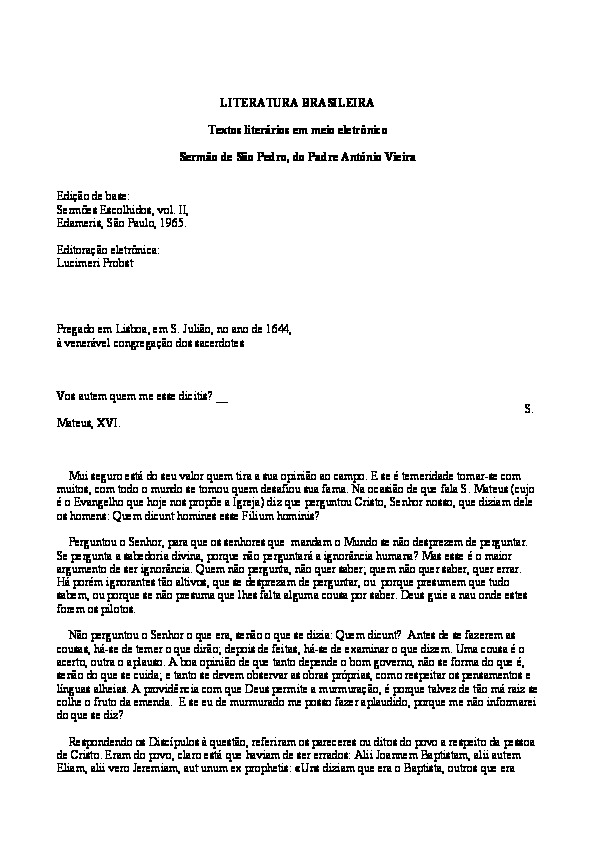 LITERATURA BRASILEIRA
Textos literários em meio eletrônico
Sermão de São Pedro, do Padre António Vieira
Edição de base:
Sermões Escolhidos, vol. II,
Edameris, São Paulo, 1965.
Editoração eletrônica:
Lucimeri Probst
Pregado em Lisboa, em S. Julião, no ano de 1644,
à venerável congregação dos sacerdotes
Vos autem quem me esse dicitis? __
S.
Mateus, XVI.
Mui seguro está do seu valor quem tira a sua opinião ao campo. E se é temeridade tomar-se com
muitos, com todo o mundo se tomou quem desafiou sua fama. Na ocasião de que fala S. Mateus (cujo
é o Evangelho que hoje nos propõe a Igreja) diz que perguntou Cristo, Senhor nosso, que diziam dele
os homens: Quem dicunt homines esse Filium hominis?
Perguntou o Senhor, para que os senhores que mandam o Mundo se não desprezem de perguntar.
Se pergunta a sabedoria divina, porque não perguntará a ignorância humana? Mas esse é o maior
argumento de ser ignorância. Quem não pergunta, não quer saber; quem não quer saber, quer errar.
Há porém ignorantes tão altivos, que se desprezam de perguntar, ou porque presumem que tudo
sabem, ou porque se não presuma que lhes falta alguma cousa por saber. Deus guie a nau onde estes
forem os pilotos.
Não perguntou o Senhor o que era, senão o que se dizia: Quem dicunt? Antes de se fazerem as
cousas, há-se de temer o que dirão; depois de feitas, há-se de examinar o que dizem. Uma cousa é o
acerto, outra o aplauso. A boa opinião de que tanto depende o bom governo, não se forma do que é,
senão do que se cuida; e tanto se devem observar as obras próprias, como respeitar os pensamentos e
línguas alheias. A providência com que Deus permite a murmuração, é porque talvez de tão má raiz se
colhe o fruto da emenda. E se eu de murmurado me posso fazer aplaudido, porque me não informarei
do que se diz?
Respondendo os Discípulos à questão, referiram os pareceres ou ditos do povo a respeito da pessoa
de Cristo. Eram do povo, claro está que haviam de ser errados: Alii Joannem Baptistam, alii autem
Eliam, alii vero Jeremiam, aut unum ex prophetis: «Uns diziam que era o Baptista, outros que era